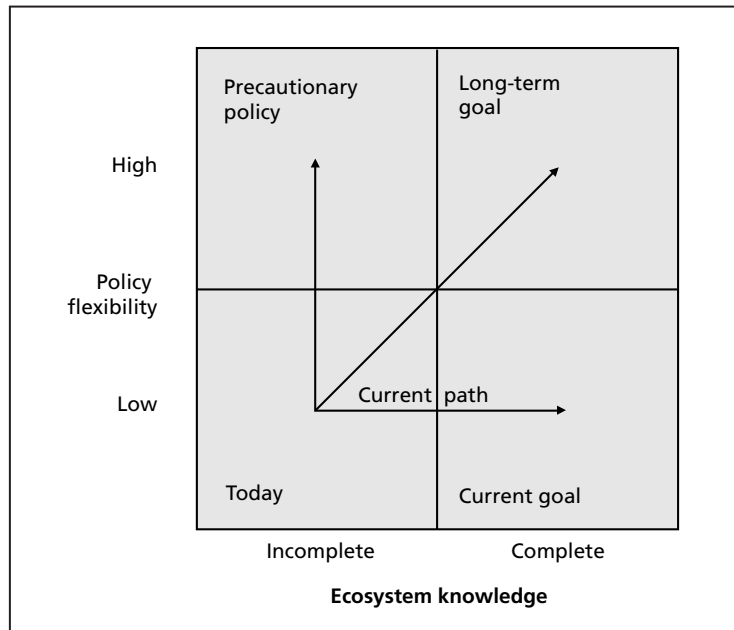 Precautionary
policy
Long-term
goal
High
Policy
flexibility
Low
Current path
Today
Current goal
Incomplete
Complete
Ecosystem knowledge